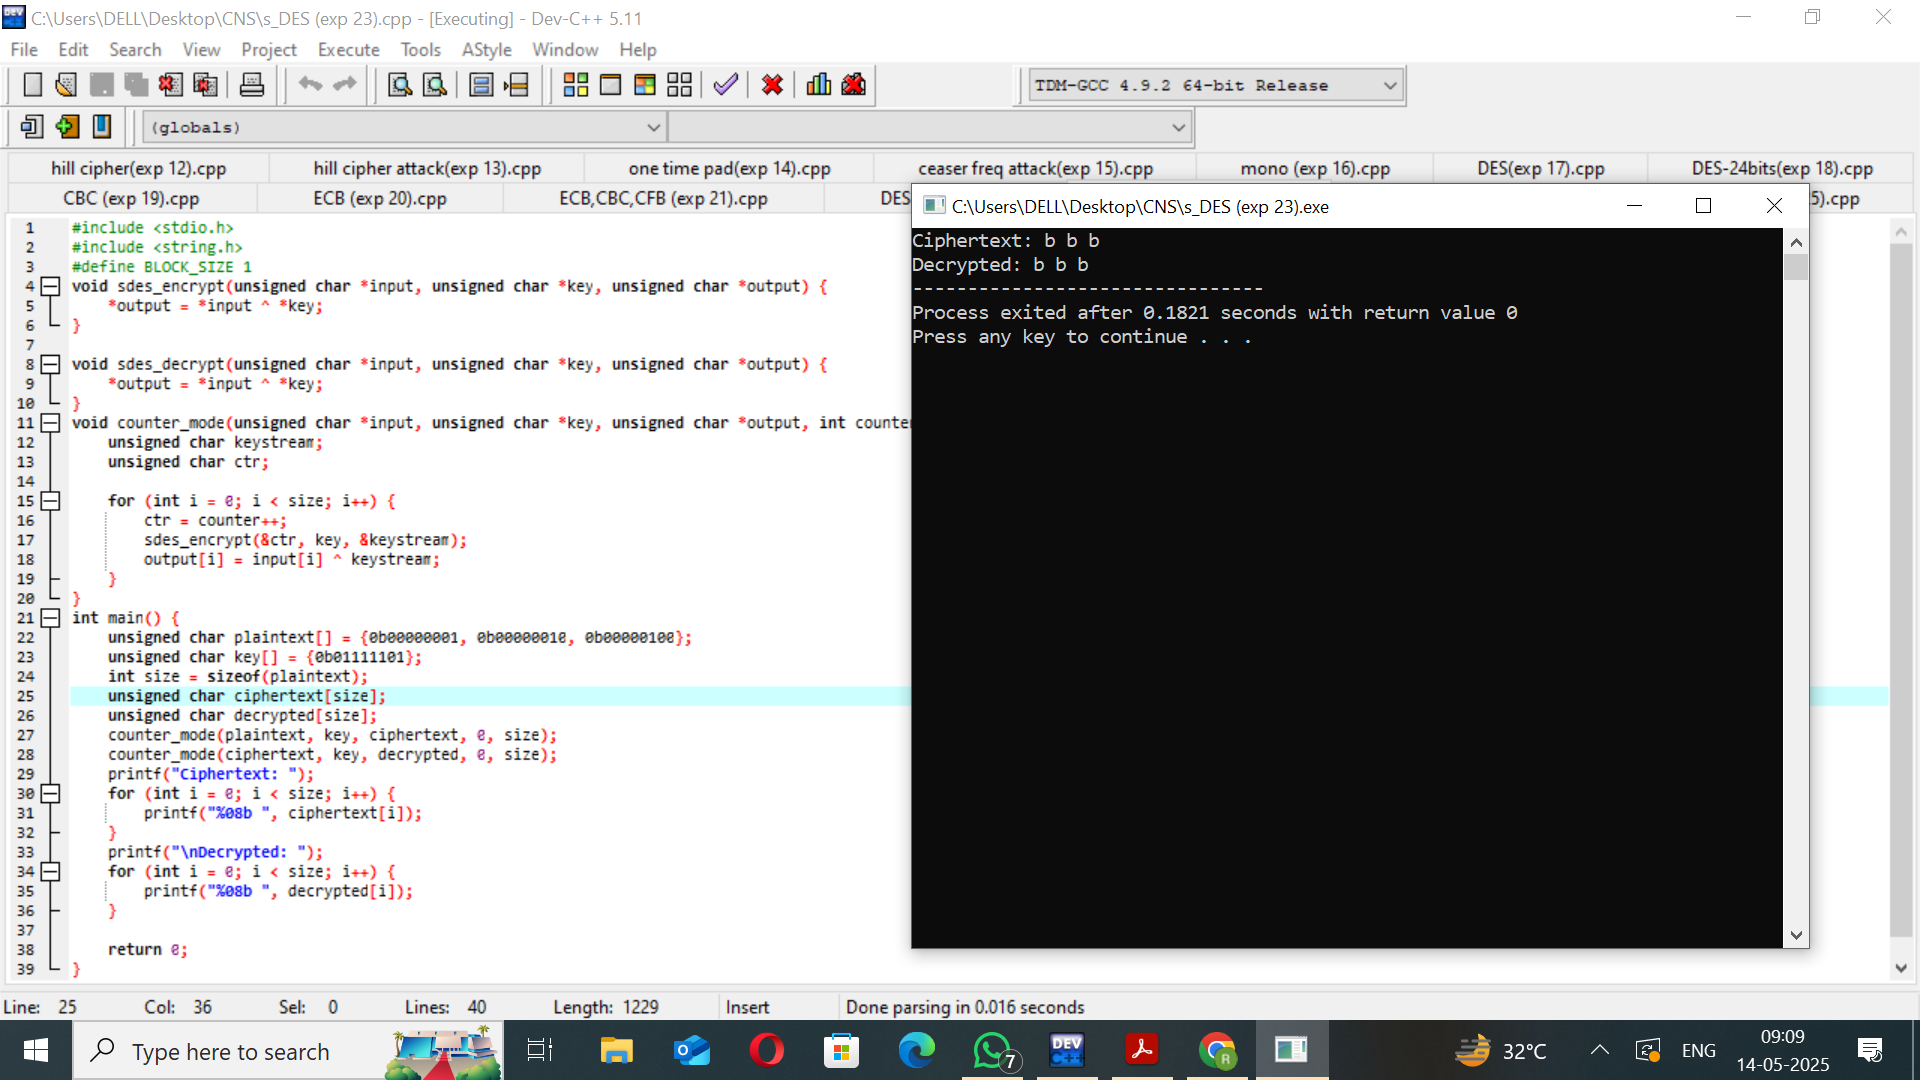 C:\Users\DELL\Desktop\CNS\s_DES (exp 23).cpp - [Executing] - Dev-C++ 5.11
File Edit Search View Project Execute Tools AStyle Window Help
TDM-GCC 4.9.2 64-bit Release
(globals)
hill cipher(exp 12).cpp hill cipher attack(exp 13).cpp one time pad(exp 14).cpp ceaser freq attack(exp 15).cpp mono (exp 16).cpp DES(exp 17).cpp DES-24bits(exp 18).cpp
CBC (exp 19).cpp ECB (exp 20).cpp ECB,CBC,CFB (exp 21).cpp DES 5).cpp
1 #include <stdio.h>
2 #include <string.h>
3 #define BLOCK_SIZE 1
4 void sdes_encrypt(unsigned char *input, unsigned char *key, unsigned char *output) {
5 *output = *input ^ *key;
6 }
7
8 void sdes_decrypt(unsigned char *input, unsigned char *key, unsigned char *output) {
9 *output = *input ^ *key;
10 }
11 void counter_mode(unsigned char *input, unsigned char *key, unsigned char *output, int counter
12 unsigned char keystream;
13 unsigned char ctr;
14
15 for (int i = 0; i < size; i++) {
16 ctr = counter++;
17 sdes_encrypt(&ctr, key, &keystream);
18 output[i] = input[i] ^ keystream;
19 }
20 }
21 int main() {
22 unsigned char plaintext[] = {0b00000001, 0b00000010, 0b00000100};
23 unsigned char key[] = {0b01111101};
24 int size = sizeof(plaintext);
25 unsigned char ciphertext[size];
26 unsigned char decrypted[size];
27 counter_mode(plaintext, key, ciphertext, 0, size);
28 counter_mode(ciphertext, key, decrypted, 0, size);
29 printf("Ciphertext: ");
30 for (int i = 0; i < size; i++) {
31 printf("%08b ", ciphertext[i]);
32 }
33 printf("\nDecrypted: ");
34 for (int i = 0; i < size; i++) {
35 printf("%08b ", decrypted[i]);
36 }
37
38 return 0;
39 }
C:\Users\DELL\Desktop\CNS\s_DES (exp 23).exe
Ciphertext: b b b
Decrypted: b b b
--------------------------------
Process exited after 0.1821 seconds with return value 0
Press any key to continue . . .
Line: 25 Col: 36 Sel: 0 Lines: 40 Length: 1229 Insert Done parsing in 0.016 seconds
Type here to search
7
DEV
C++
R
32°C
ENG
09:09
14-05-2025